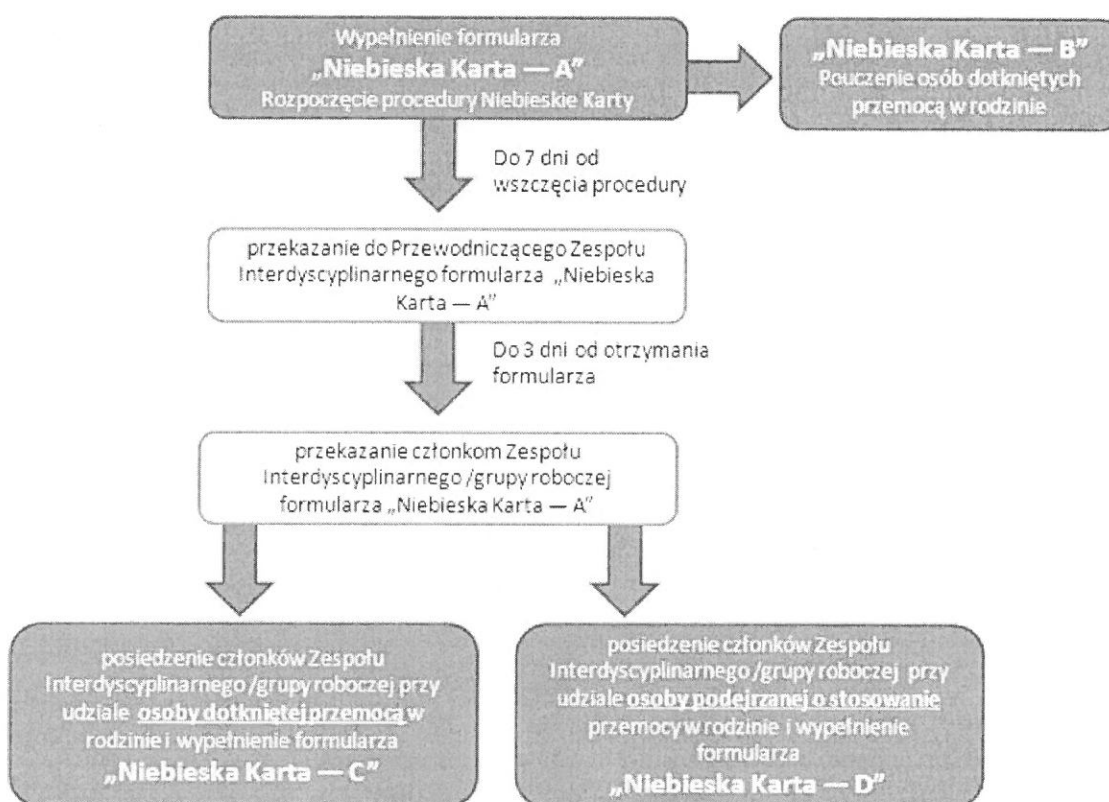 Wypełnienie formularza
„Niebieska Karta — A”
Rozpoczęcie procedury Niebieskie Karty
„Niebieska Karta — B”
Pouczenie osób dotkniętych
przemocą w rodzinie
Do 7 dni od
wszczęcia procedury
przekazanie do Przewodniczącego Zespołu
Interdyscyplinarnego formularza „Niebieska
Karta — A”
Do 3 dni od otrzymania
formularza
przekazanie członkom Zespołu
Interdyscyplinarnego /grupy roboczej
formularza „Niebieska Karta — A”
posiedzenie członków Zespołu
Interdyscyplinarnego /grupy roboczej przy
udziale osoby dotkniętej przemocą w
rodzinie i wypełnienie formularza
„Niebieska Karta — C”
posiedzenie członków Zespołu
Interdyscyplinarnego /grupy roboczej przy
udziale osoby podejrzanej o stosowanie
przemocy w rodzinie i wypełnienie
formularza
„Niebieska Karta — D”